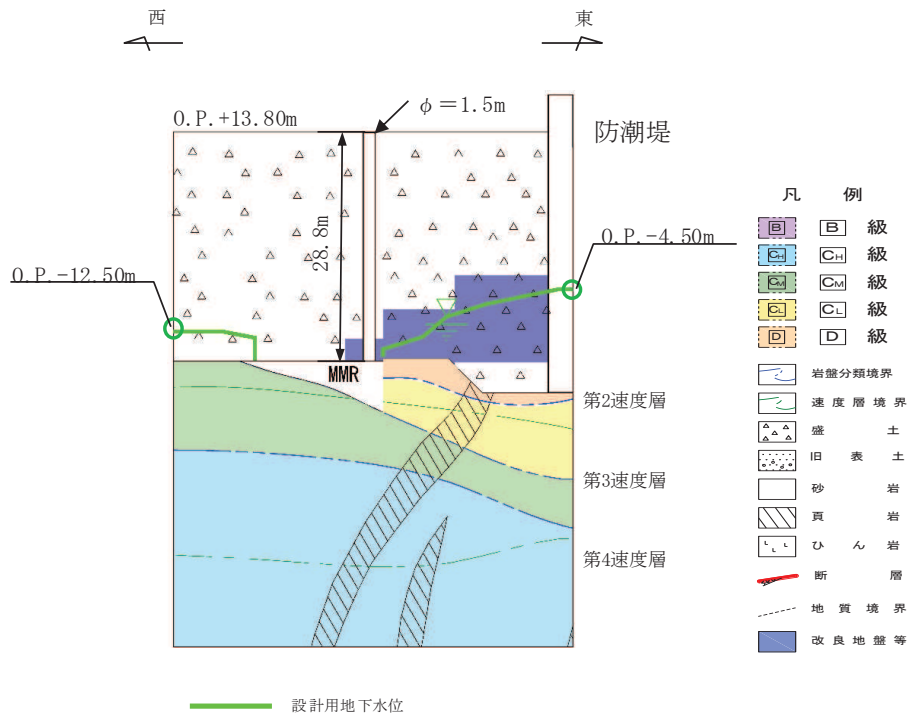 西
東
φ＝1.5m
O.P.+13.80m
防潮堤
28.8m
O.P.-4.50m
O.P.-12.50m
MMR
第2速度層
第3速度層
第4速度層
凡 例
B B 級
CH CH 級
CM CM 級
CL CL 級
D D 級
岩盤分類境界
速度層境界
盛 土
旧 表 土
砂 岩
頁 岩
ひ ん 岩
断 層
地 質 境 界
改 良 地 盤 等
設計用地下水位